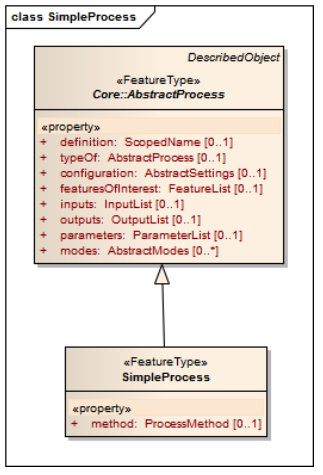 class SimpleProcess
DescribedObject
«FeatureType»
Core::AbstractProcess
«property»
+ definition: ScopedName [0..1]
+ typeOf: AbstractProcess [0..1]
+ configuration: AbstractSettings [0..1]
+ featuresOfInterest: FeatureList [0..1]
+ inputs: InputList [0..1]
+ outputs: OutputList [0..1]
+ parameters: ParameterList [0..1]
+ modes: AbstractModes [0..*]
«FeatureType»
SimpleProcess
«property»
+ method: ProcessMethod [0..1]